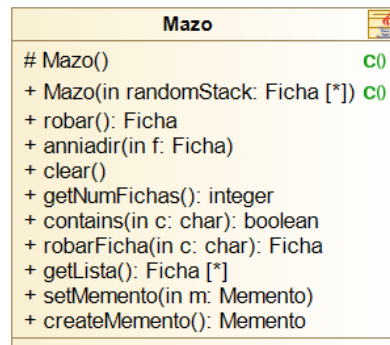 Mazo
# Mazo() C()
+ Mazo(in randomStack: Ficha [*]) C()
+ robar(): Ficha
+ anniadir(in f: Ficha)
+ clear()
+ getNumFichas(): integer
+ contains(in c: char): boolean
+ robarFicha(in c: char): Ficha
+ getLista(): Ficha [*]
+ setMemento(in m: Memento)
+ createMemento(): Memento